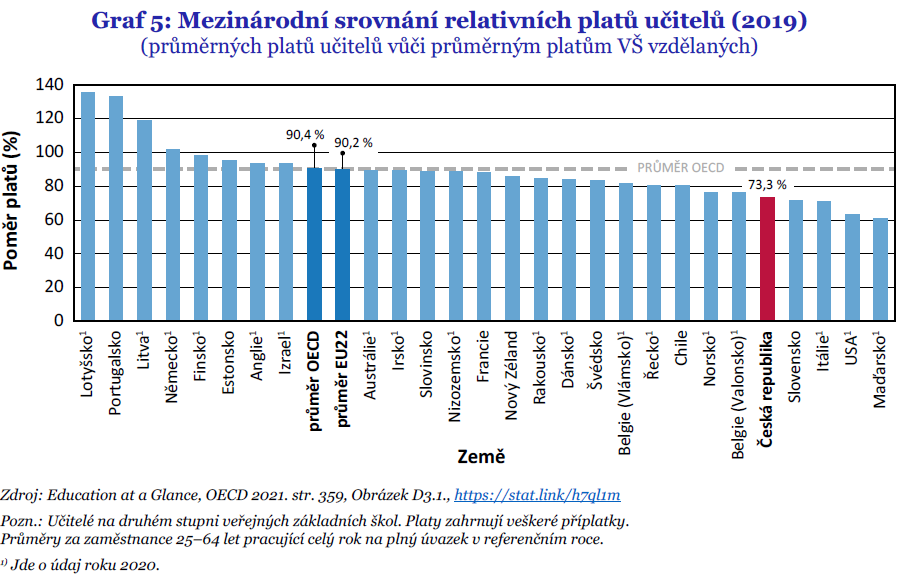 Graf 5: Mezinárodní srovnání relativních platů učitelů (2019)
(průměrných platů učitelů vůči průměrným platům VŠ vzdělaných)
Poměr platů (%)
140
120
100
80
60
40
20
0
90,4 %
90,2 %
PRŮMĚR OECD
73,3 %
Lotyšsko¹
Portugalsko
Litva¹
Německo¹
Finsko¹
Estonsko
Anglie¹
Izrael¹
průměr OECD
průměr EU22
Austrálie¹
Irsko¹
Slovinsko
Nizozemsko¹
Francie
Nový Zéland
Rakousko¹
Dánsko¹
Švédsko
Belgie (Vlámsko)¹
Řecko¹
Chile
Norsko¹
Belgie (Valonsko)¹
Česká republika
Slovensko
Itálie¹
USA¹
Maďarsko¹
Země
Zdroj: Education at a Glance, OECD 2021. str. 359, Obrázek D3.1., https://stat.link/h7ql1m
Pozn.: Učitelé na druhém stupni veřejných základních škol. Platy zahrnují veškeré příplatky.
Průměry za zaměstnance 25–64 let pracující celý rok na plný úvazek v referenčním roce.
¹⁾ Jde o údaj roku 2020.